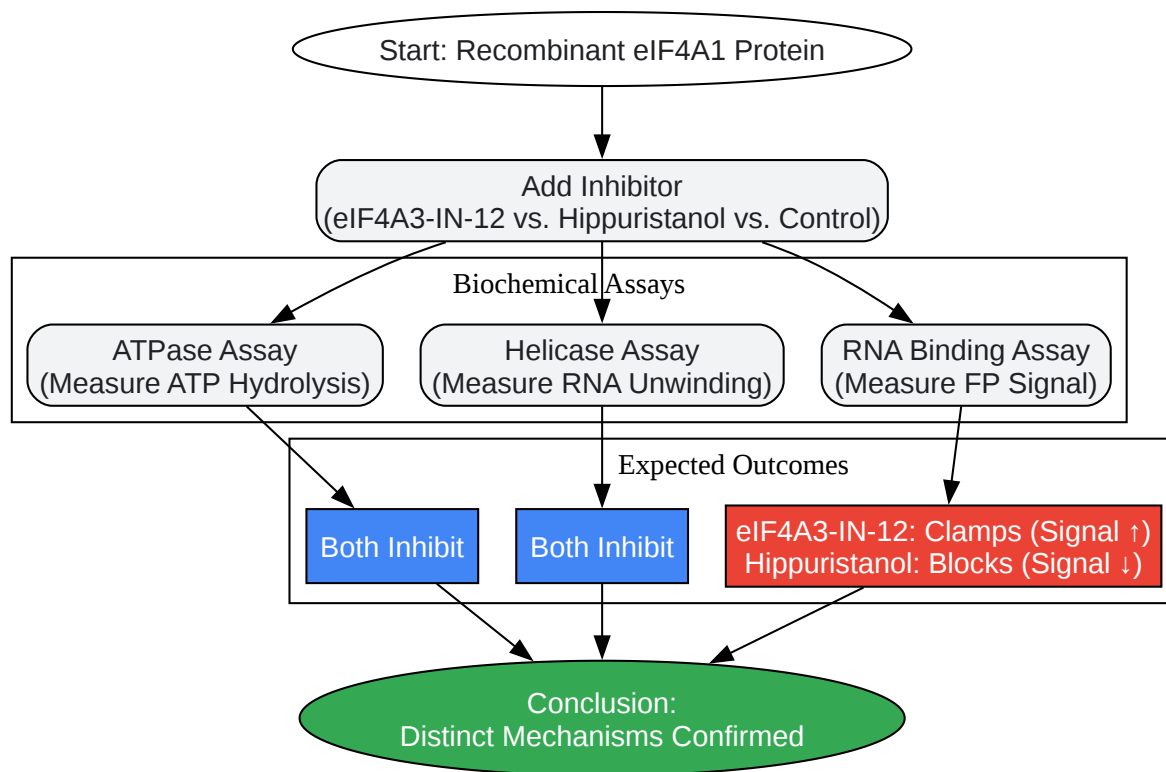 Start: Recombinant eIF4A1 Protein
Add Inhibitor
(eIF4A3-IN-12 vs. Hippuristanol vs. Control)
Biochemical Assays
ATPase Assay
(Measure ATP Hydrolysis)
Helicase Assay
(Measure RNA Unwinding)
RNA Binding Assay
(Measure FP Signal)
Expected Outcomes
Both Inhibit
Both Inhibit
eIF4A3-IN-12: Clamps (Signal ↑)
Hippuristanol: Blocks (Signal ↓)
Conclusion:
Distinct Mechanisms Confirmed